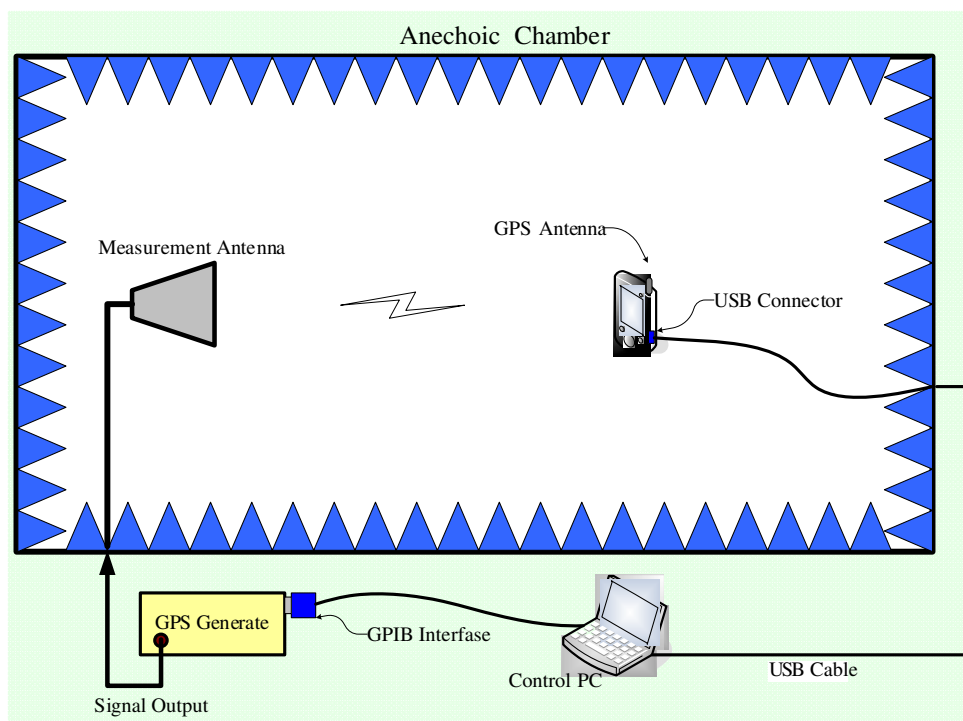 Anechoic Chamber
GPS Antenna
Measurement Antenna
USB Connector
GPS Generate
GPIB Interfase
Control PC
USB Cable
Signal Output